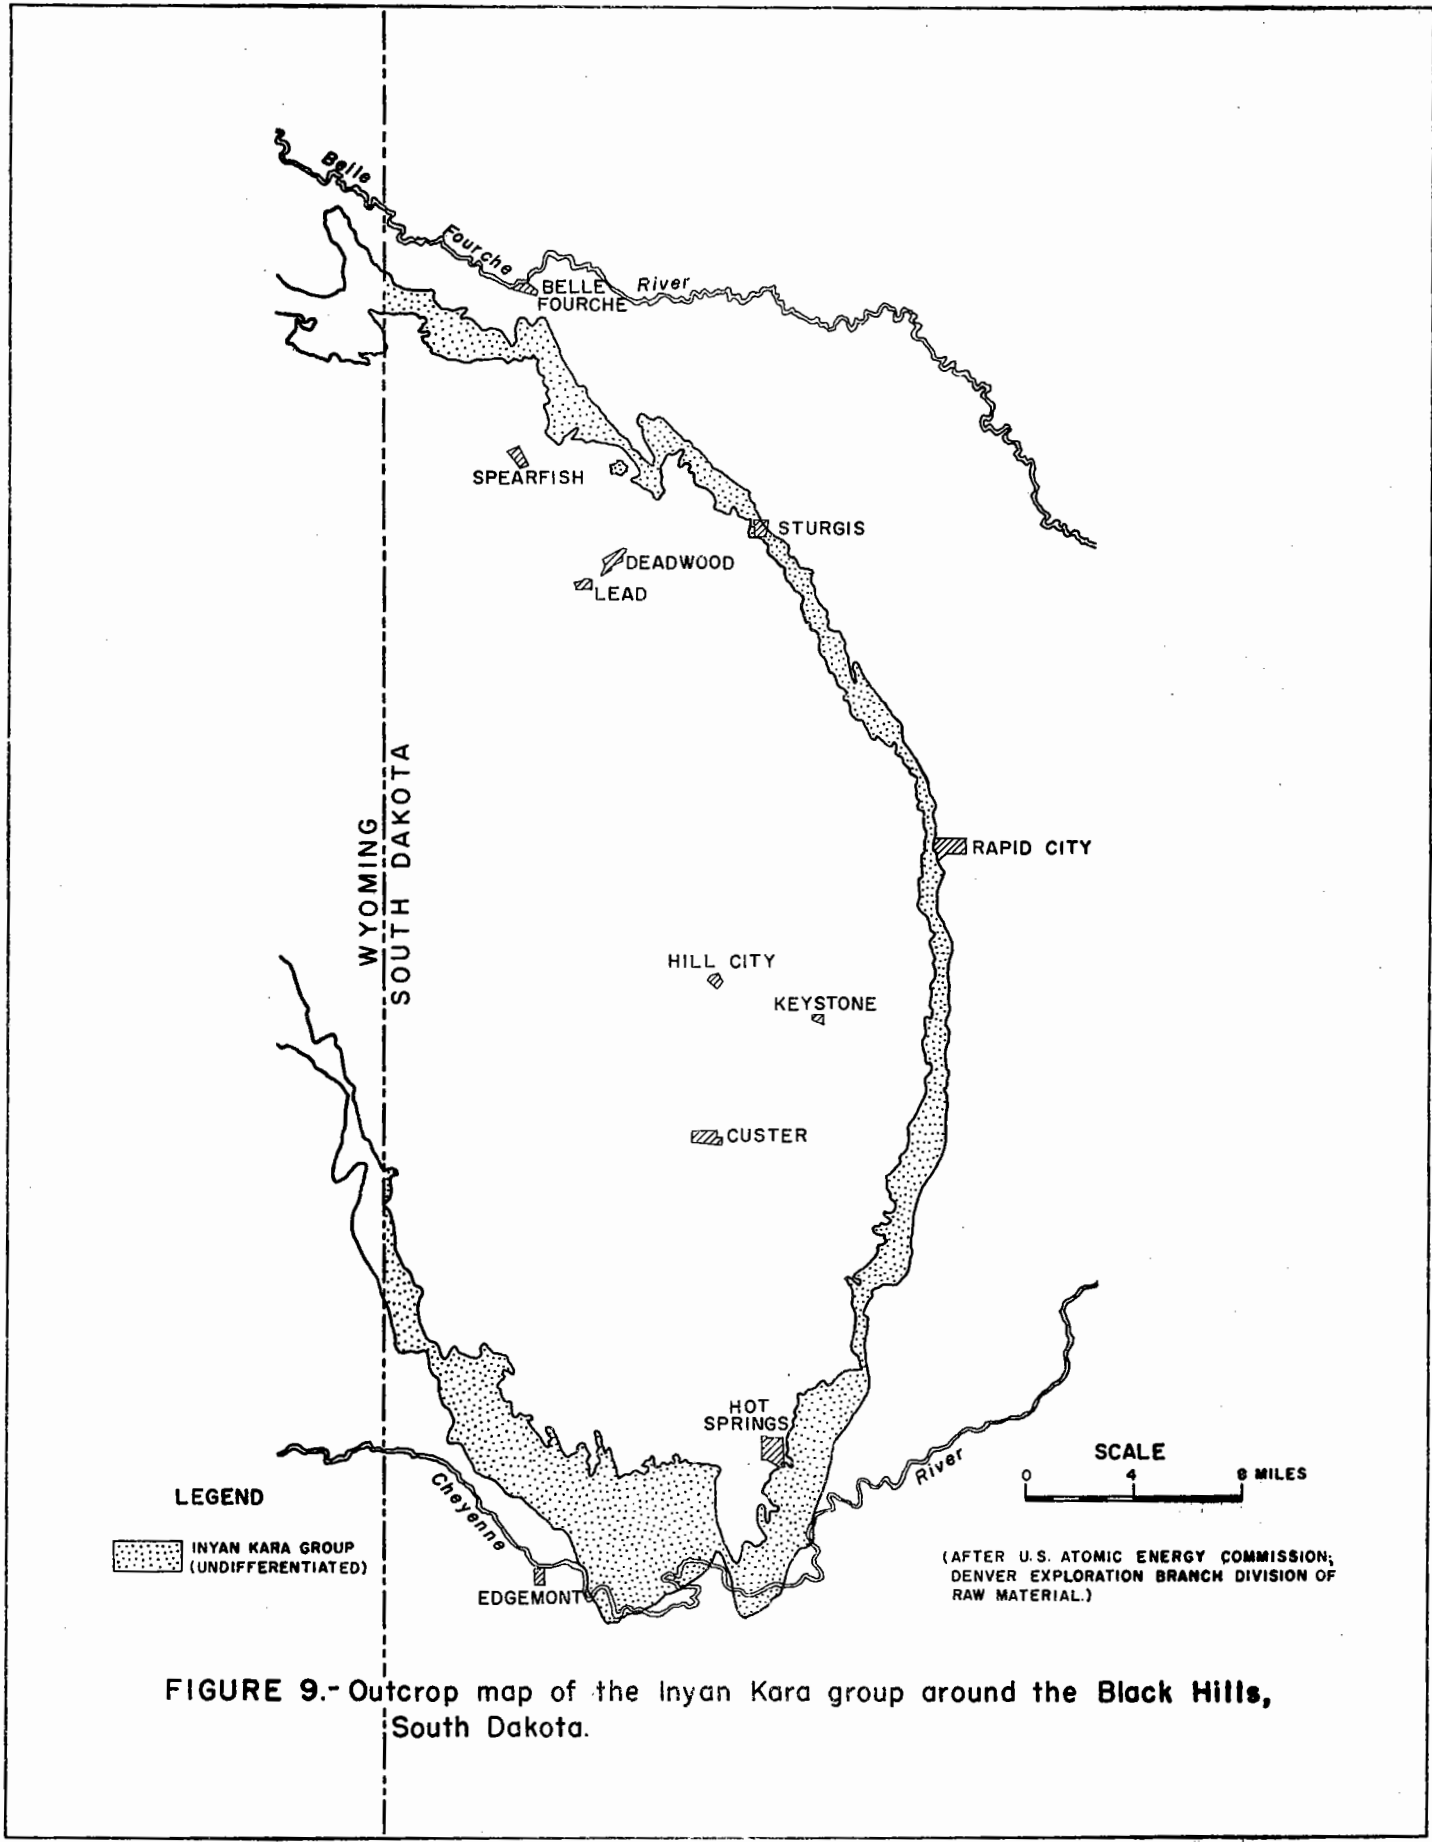 Belle
Fourche
River
BELLE
FOURCHE
SPEARFISH
STURGIS
DEADWOOD
LEAD
WYOMING
SOUTH DAKOTA
RAPID CITY
HILL CITY
KEYSTONE
CUSTER
HOT
SPRINGS
River
Cheyenne
EDGEMONT
SCALE
0 4 8 MILES
LEGEND
INYAN KARA GROUP
(UNDIFFERENTIATED)
(AFTER U.S. ATOMIC ENERGY COMMISSION;
DENVER EXPLORATION BRANCH DIVISION OF
RAW MATERIAL.)
FIGURE 9.- Outcrop map of the Inyan Kara group around the Black Hills,
South Dakota.